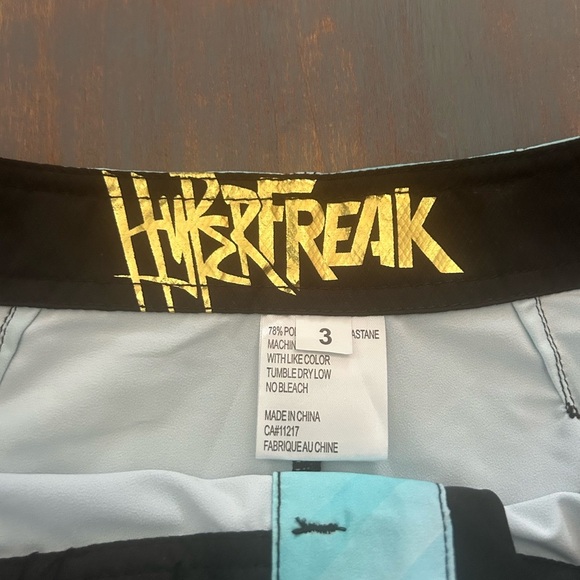 HYPERFREAK
3
78% PO
ASTANE
MACHIN
WITH LIKE COLOR
TUMBLE DRY LOW
NO BLEACH
MADE IN CHINA
CA#11217
FABRIQUE AU CHINE